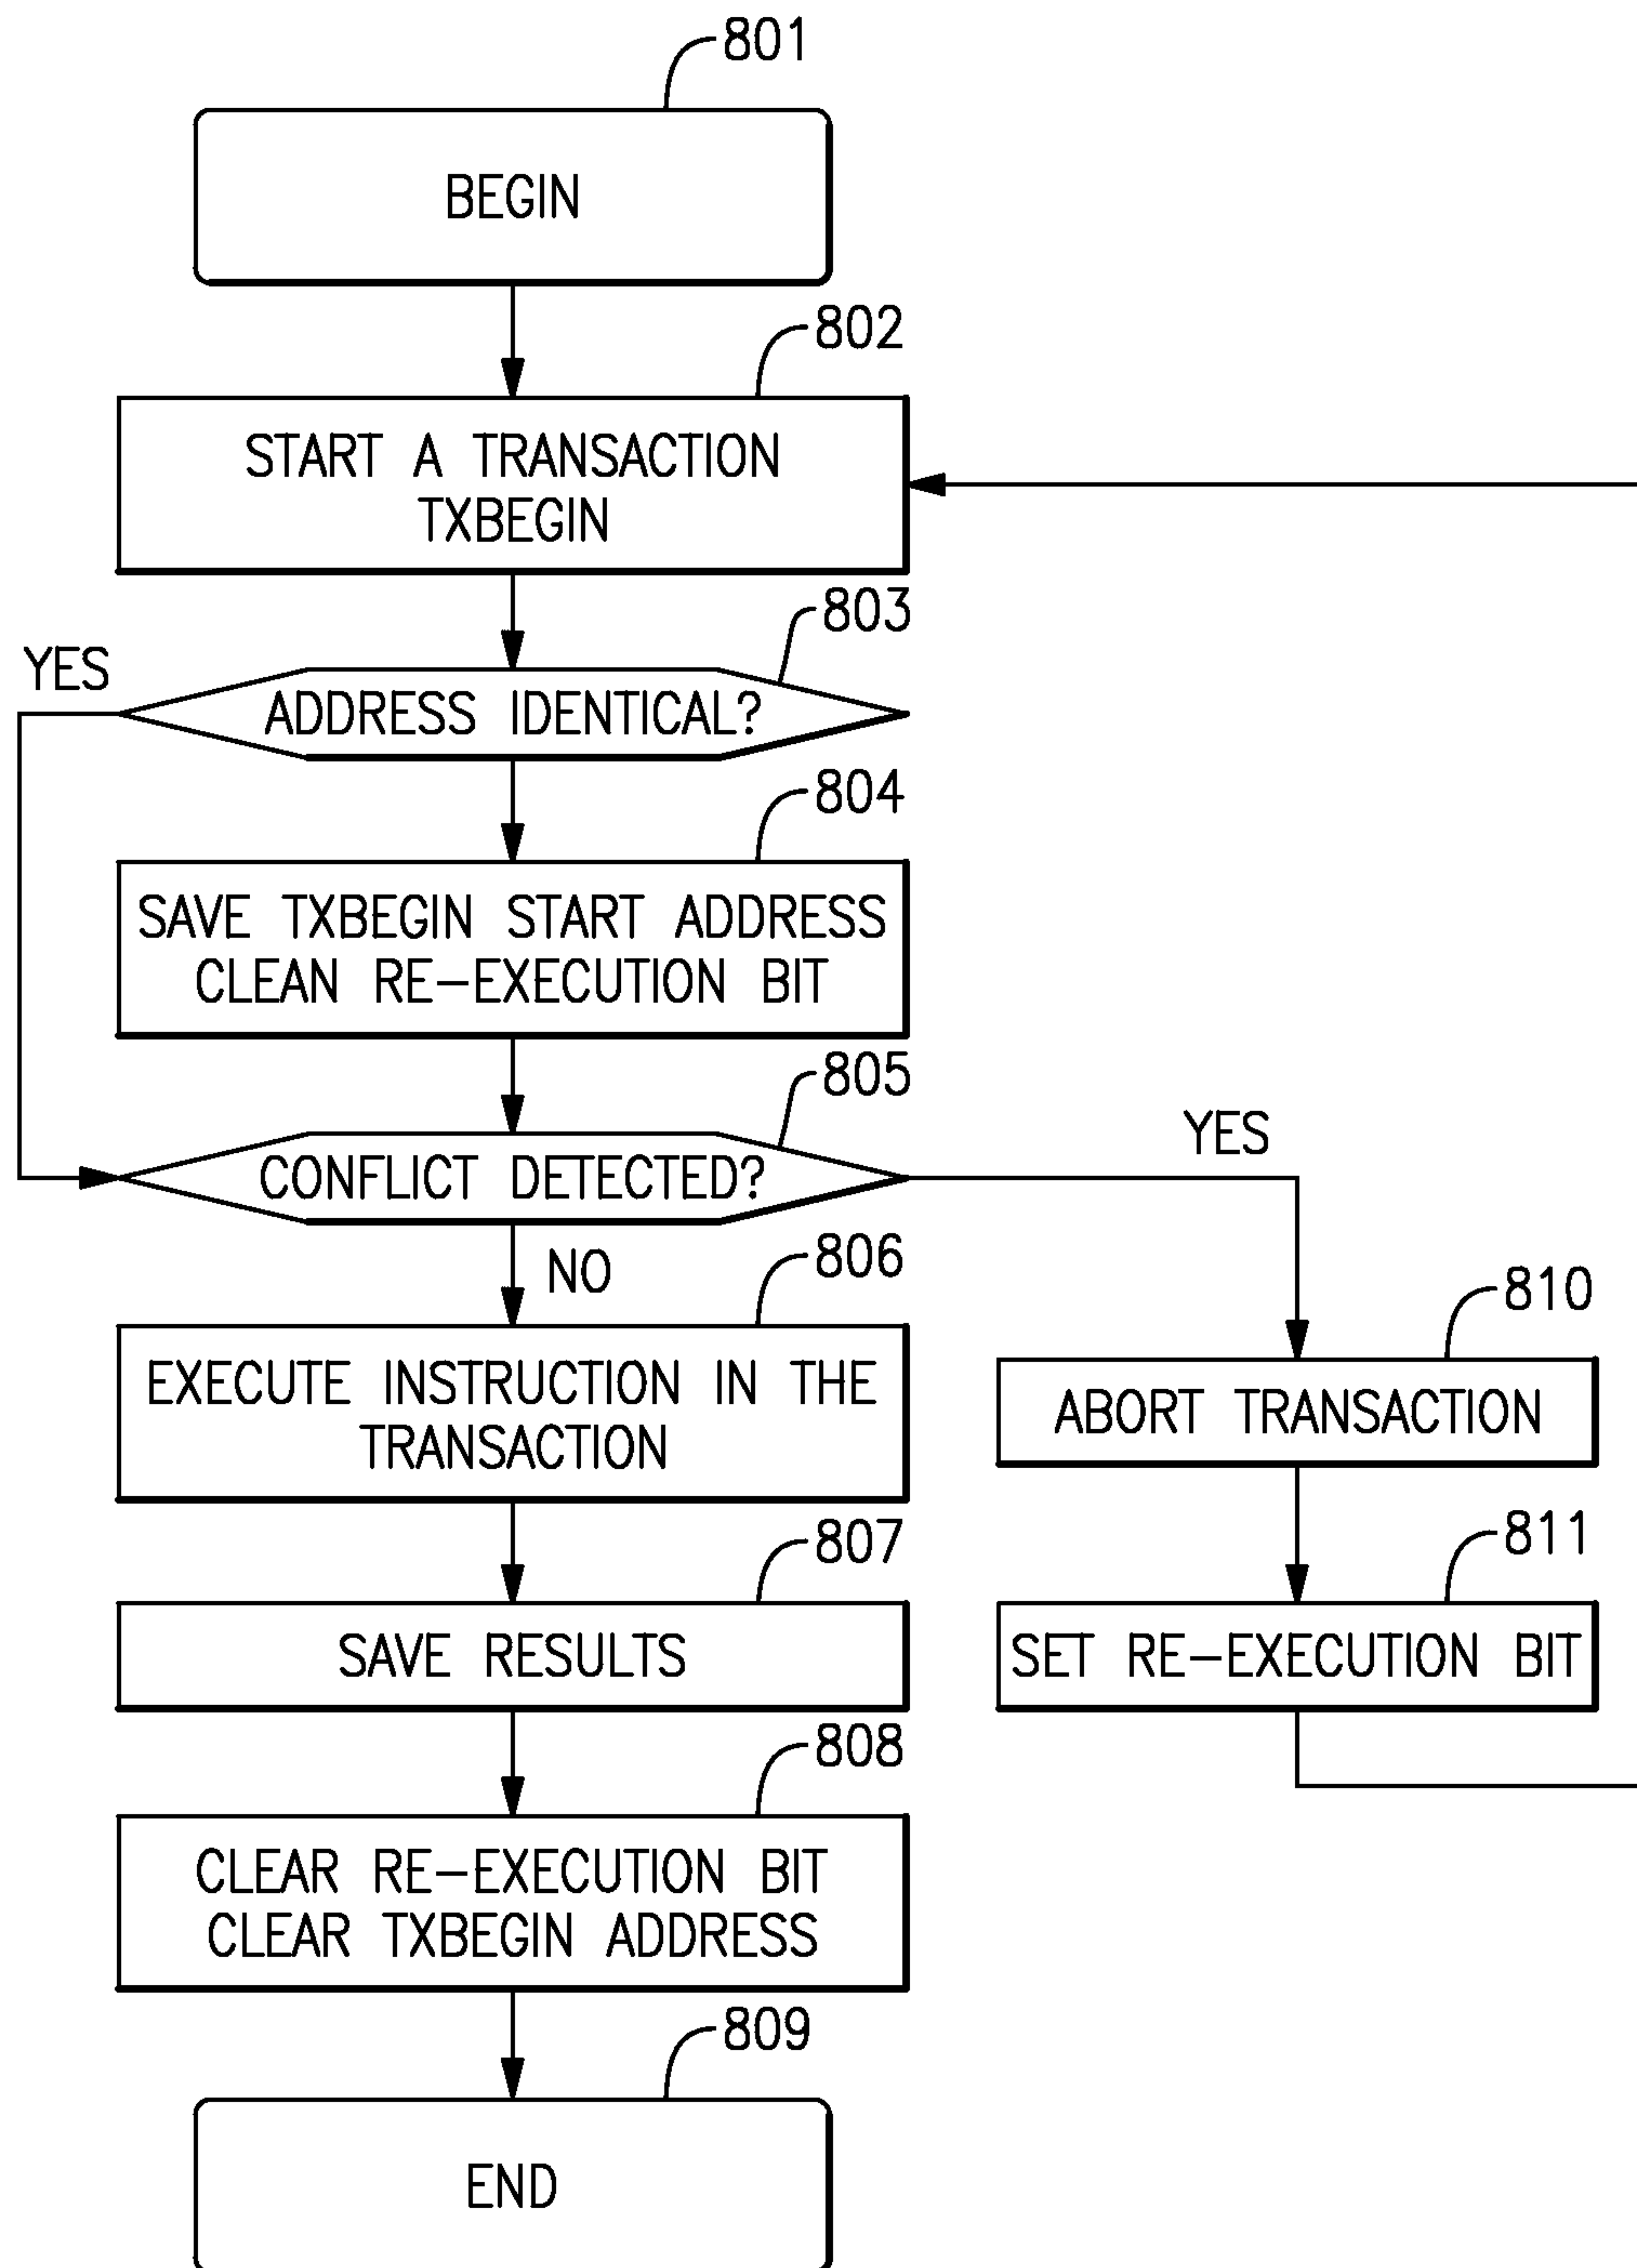 801
BEGIN
802
START A TRANSACTION
TXBEGIN
803
YES
ADDRESS IDENTICAL?
804
SAVE TXBEGIN START ADDRESS
CLEAN RE-EXECUTION BIT
805
CONFLICT DETECTED?
YES
NO
806
EXECUTE INSTRUCTION IN THE
TRANSACTION
810
ABORT TRANSACTION
807
SAVE RESULTS
811
SET RE-EXECUTION BIT
808
CLEAR RE-EXECUTION BIT
CLEAR TXBEGIN ADDRESS
809
END